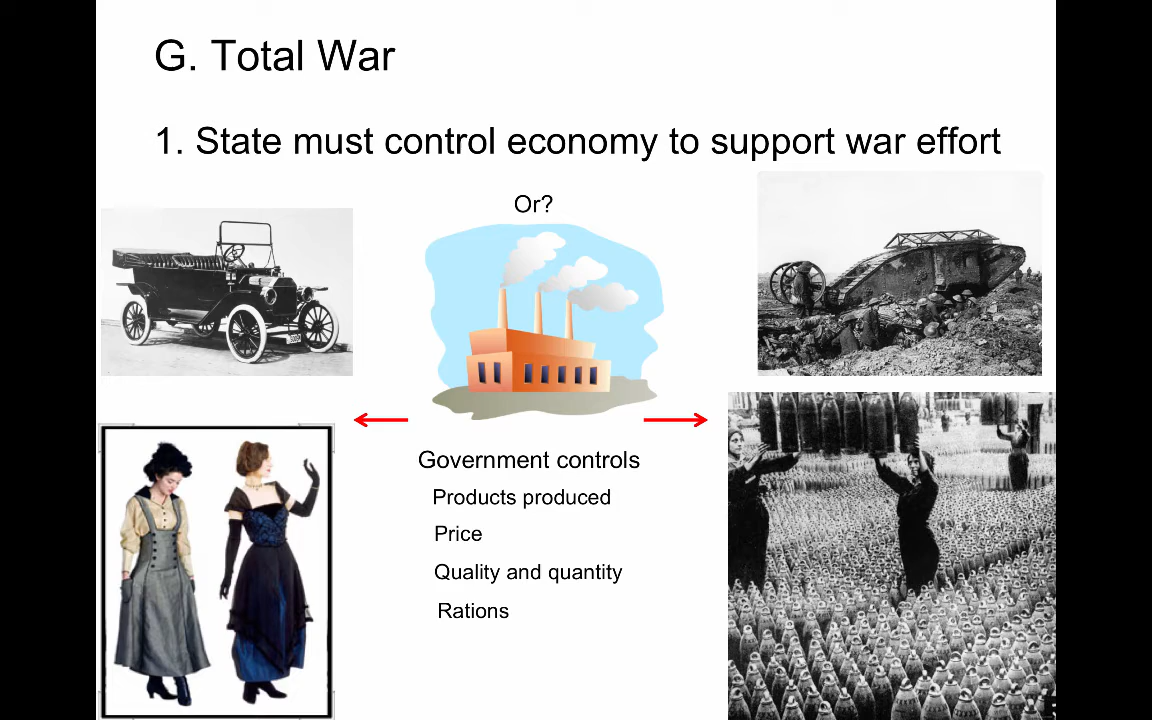 G. Total War
1. State must control economy to support war effort
Or?
Government controls
Products produced
Price
Quality and quantity
Rations